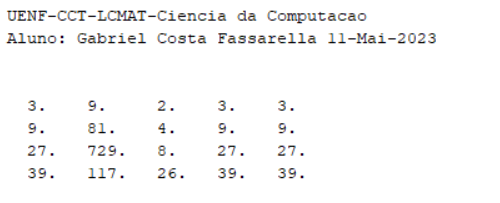 UENF-CCT-LCMAT-Ciencia da Computacao
Aluno: Gabriel Costa Fassarella 11-Mai-2023
3. 9. 2. 3. 3.
9. 81. 4. 9. 9.
27. 729. 8. 27. 27.
39. 117. 26. 39. 39.